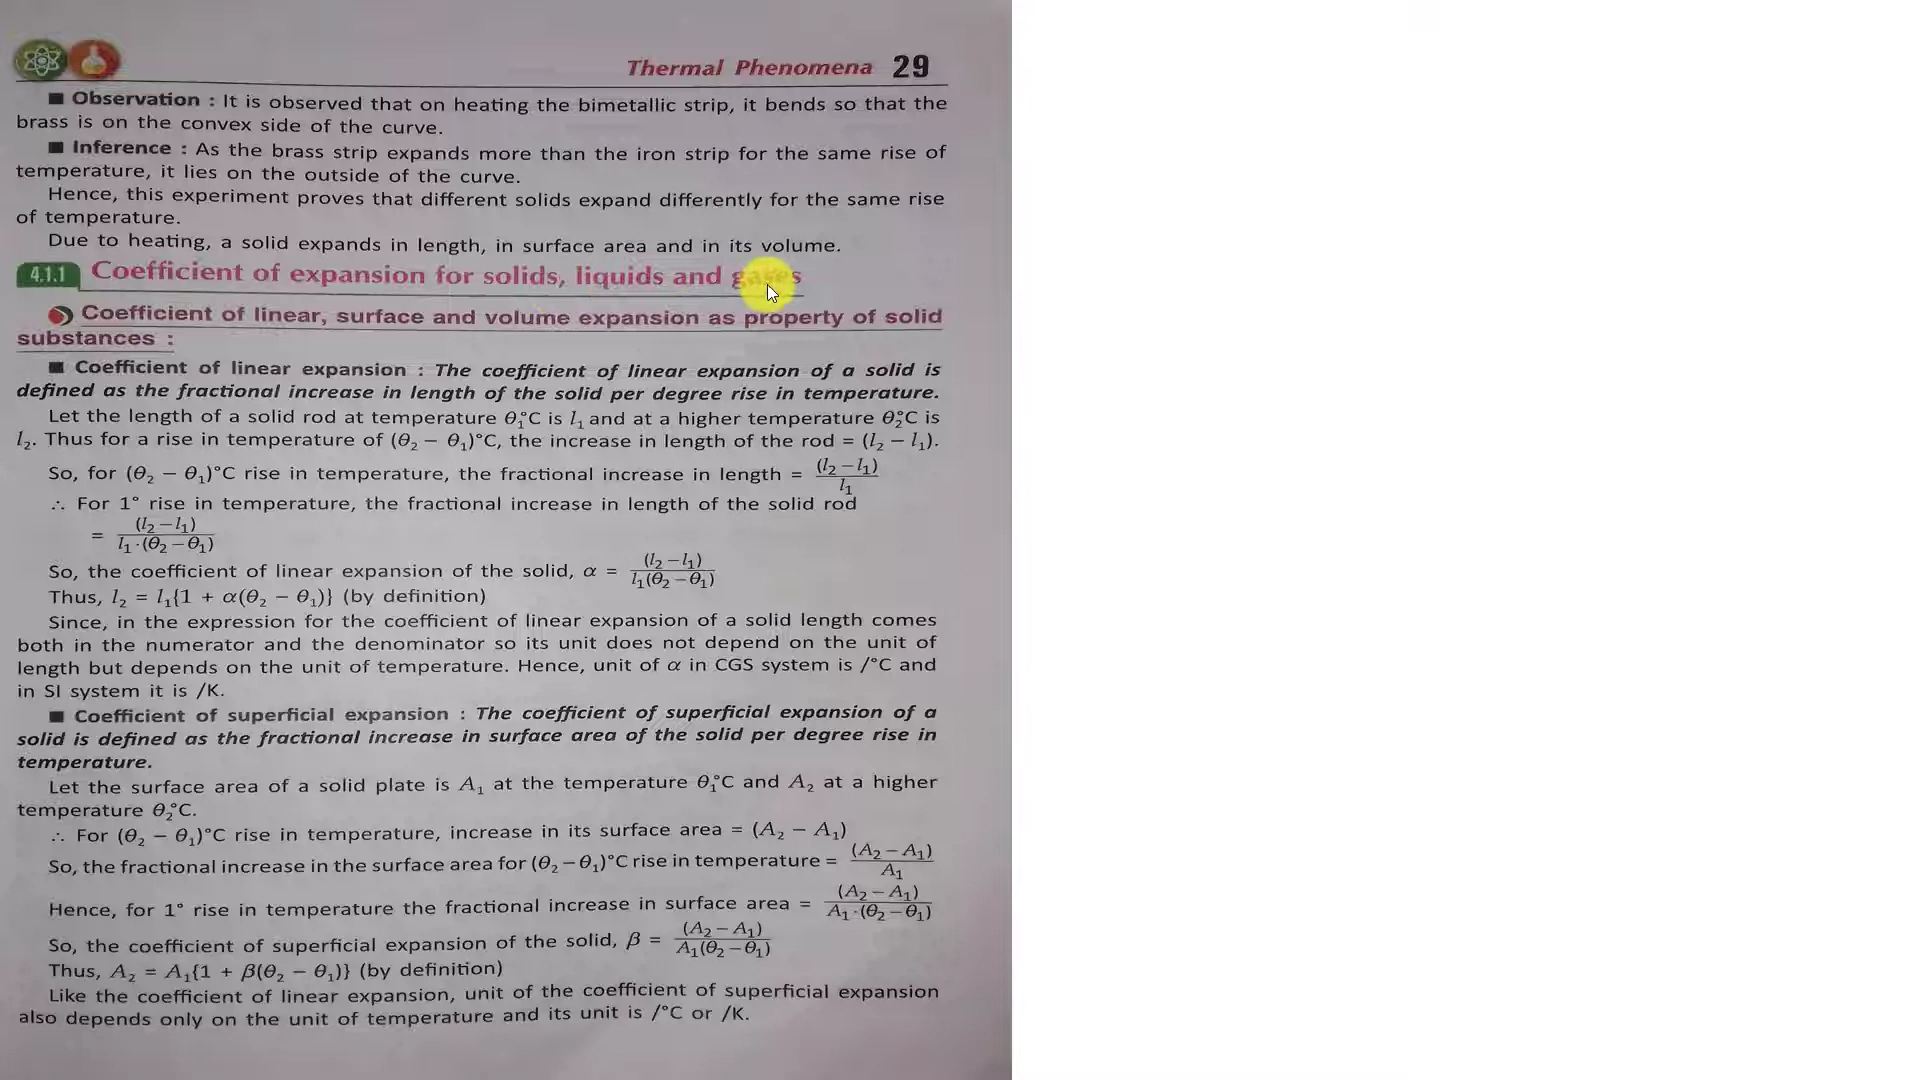 Thermal Phenomena 29
■ Observation : It is observed that on heating the bimetallic strip, it bends so that the
brass is on the convex side of the curve.
■ Inference : As the brass strip expands more than the iron strip for the same rise of
temperature, it lies on the outside of the curve.
Hence, this experiment proves that different solids expand differently for the same rise
of temperature.
Due to heating, a solid expands in length, in surface area and in its volume.
4.1.1 Coefficient of expansion for solids, liquids and gases
Coefficient of linear, surface and volume expansion as property of solid
substances :
■ Coefficient of linear expansion : The coefficient of linear expansion of a solid is
defined as the fractional increase in length of the solid per degree rise in temperature.
Let the length of a solid rod at temperature θ₁°C is l₁ and at a higher temperature θ₂°C is
l₂. Thus for a rise in temperature of (θ₂ − θ₁)°C, the increase in length of the rod = (l₂ − l₁).
So, for (θ₂ − θ₁)°C rise in temperature, the fractional increase in length = (l₂ − l₁)/l₁
∴ For 1° rise in temperature, the fractional increase in length of the solid rod
= (l₂ − l₁)/l₁·(θ₂ − θ₁)
So, the coefficient of linear expansion of the solid, α = (l₂ − l₁)/l₁(θ₂ − θ₁)
Thus, l₂ = l₁{1 + α(θ₂ − θ₁)} (by definition)
Since, in the expression for the coefficient of linear expansion of a solid length comes
both in the numerator and the denominator so its unit does not depend on the unit of
length but depends on the unit of temperature. Hence, unit of α in CGS system is /°C and
in SI system it is /K.
■ Coefficient of superficial expansion : The coefficient of superficial expansion of a
solid is defined as the fractional increase in surface area of the solid per degree rise in
temperature.
Let the surface area of a solid plate is A₁ at the temperature θ₁°C and A₂ at a higher
temperature θ₂°C.
∴ For (θ₂ − θ₁)°C rise in temperature, increase in its surface area = (A₂ − A₁)
So, the fractional increase in the surface area for (θ₂ − θ₁)°C rise in temperature = (A₂ − A₁)/A₁
Hence, for 1° rise in temperature the fractional increase in surface area = (A₂ − A₁)/A₁·(θ₂ − θ₁)
So, the coefficient of superficial expansion of the solid, β = (A₂ − A₁)/A₁(θ₂ − θ₁)
Thus, A₂ = A₁{1 + β(θ₂ − θ₁)} (by definition)
Like the coefficient of linear expansion, unit of the coefficient of superficial expansion
also depends only on the unit of temperature and its unit is /°C or /K.